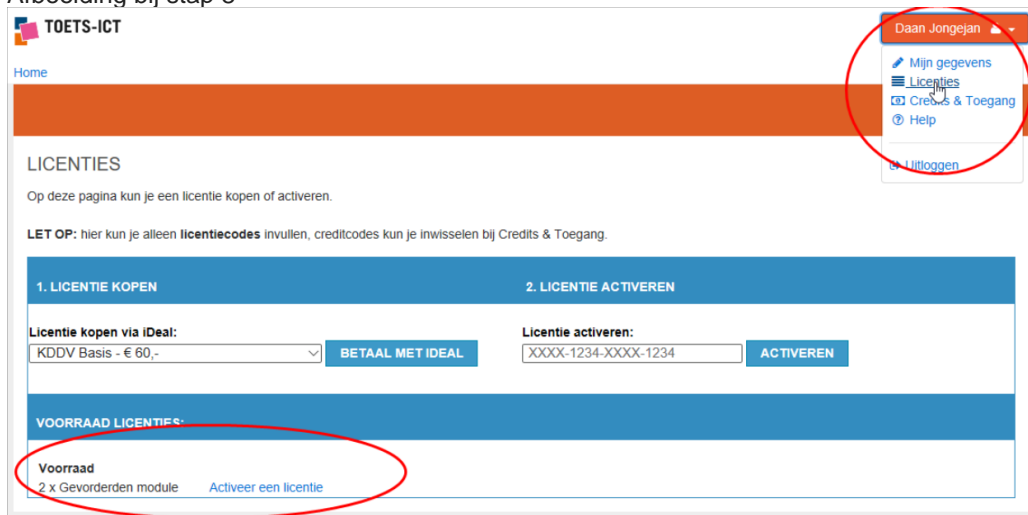 Afbeelding bij stap
TOETS-ICT
Daan Jongejan
Home
Mijn gegevens
Licenties
Credits & Toegang
Help
Uitloggen
LICENTIES
Op deze pagina kun je een licentie kopen of activeren.
LET OP: hier kun je alleen licentiecodes invullen, creditcodes kun je inwisselen bij Credits & Toegang.
1. LICENTIE KOPEN
2. LICENTIE ACTIVEREN
Licentie kopen via iDeal:
Licentie activeren:
KDDV Basis - € 60,-
BETAAL MET IDEAL
XXXX-1234-XXXX-1234
ACTIVEREN
VOORRAAD LICENTIES:
Voorraad
2 x Gevorderden module Activeer een licentie